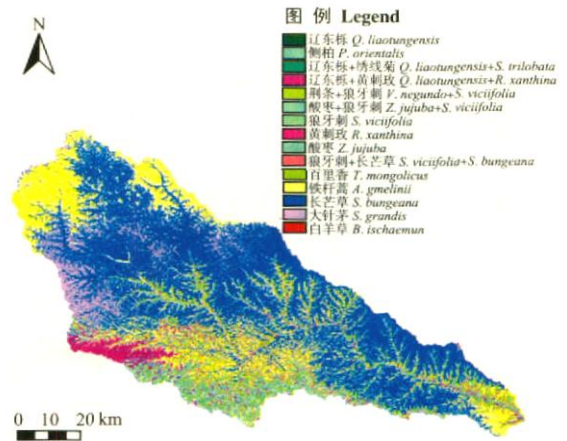 图 例 Legend
N
辽东栎 Q. liaotungensis
侧柏 P. orientalis
辽东栎+绣线菊 Q. liaotungensis+S. trilobata
辽东栎+黄刺玫 Q. liaotungensis+R. xanthina
荆条+狼牙刺 V. negundo+S. viciifolia
酸枣+狼牙刺 Z. jujuba+S. viciifolia
狼牙刺 S. viciifolia
黄刺玫 R. xanthina
酸枣 Z. jujuba
狼牙刺+长芒草 S. viciifolia+S. bungeana
百里香 T. mongolicus
铁杆蒿 A. gmelinii
长芒草 S. bungeana
大针茅 S. grandis
白羊草 B. ischaemun
0 10 20 km